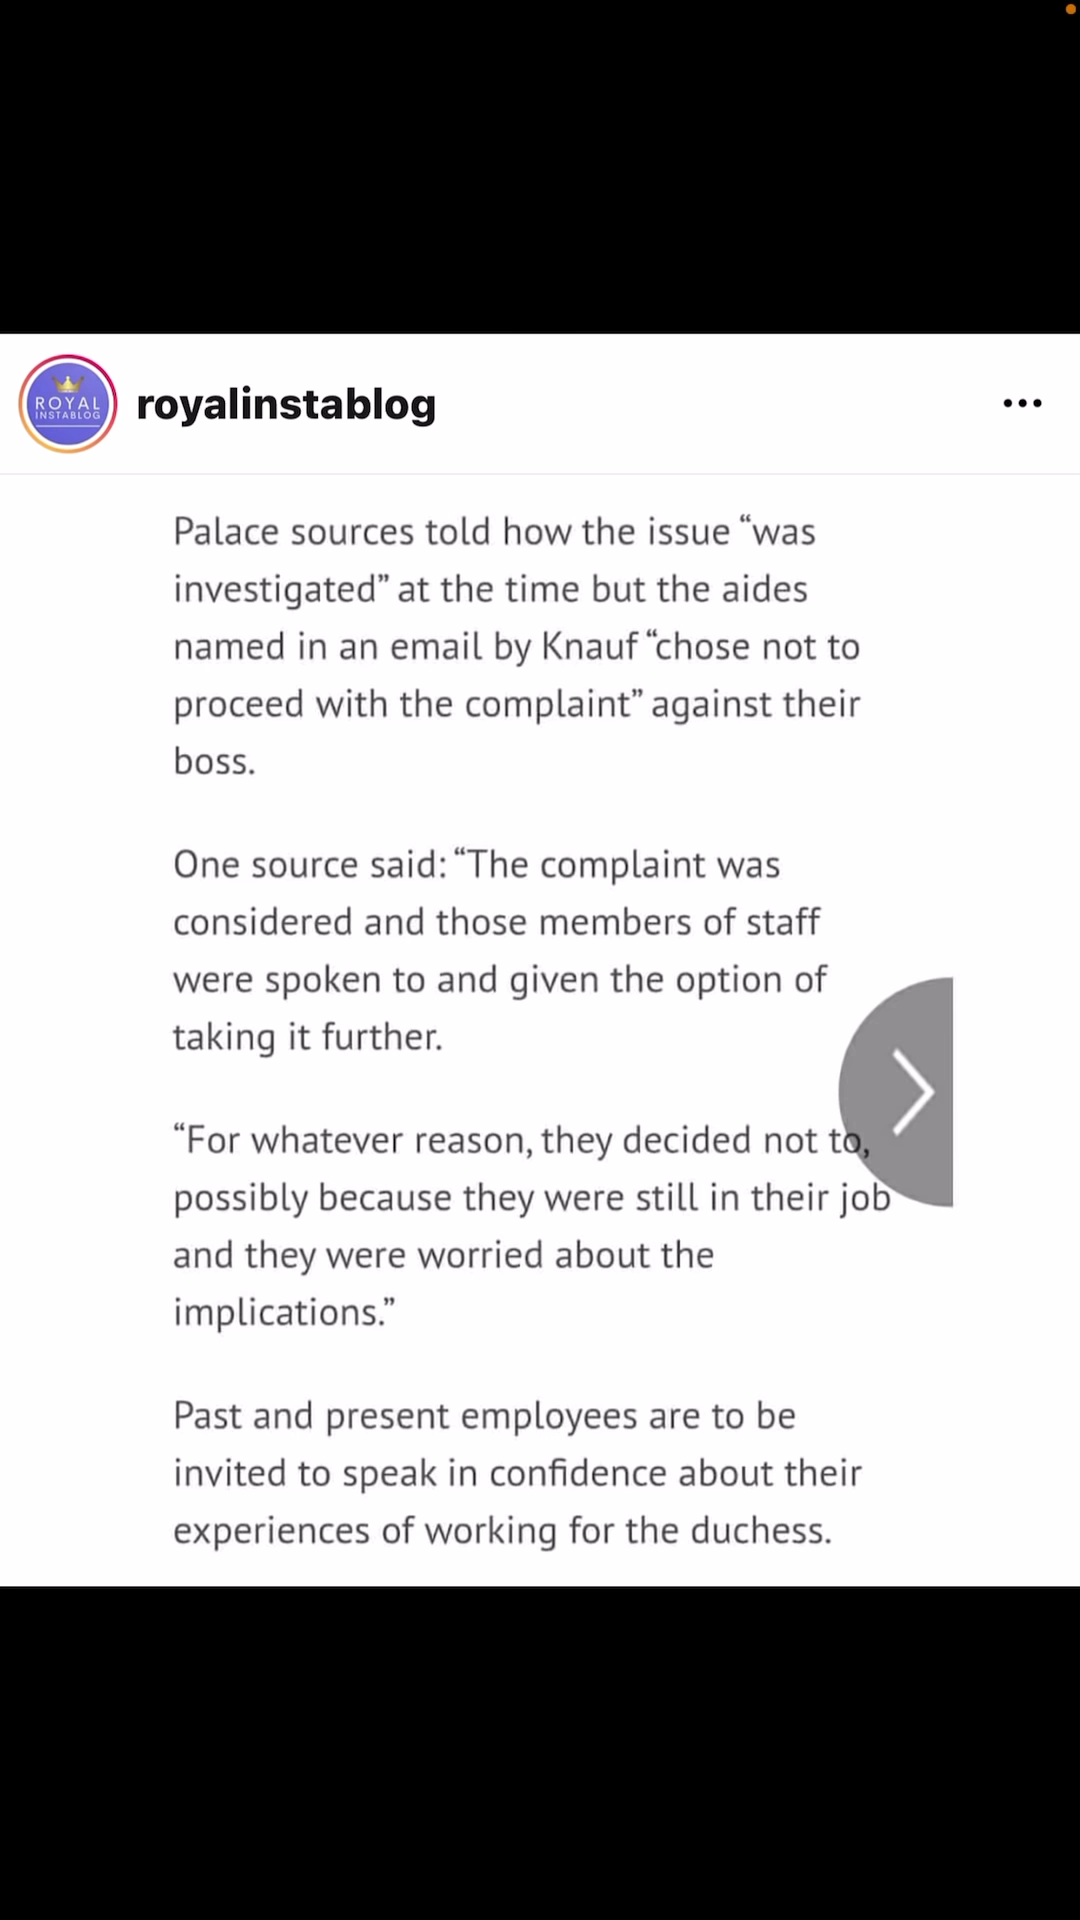 ROYAL
INSTABLOG
royalinstablog
Palace sources told how the issue “was
investigated” at the time but the aides
named in an email by Knauf “chose not to
proceed with the complaint” against their
boss.
One source said: “The complaint was
considered and those members of staff
were spoken to and given the option of
taking it further.
“For whatever reason, they decided not to,
possibly because they were still in their job
and they were worried about the
implications.”
Past and present employees are to be
invited to speak in confidence about their
experiences of working for the duchess.